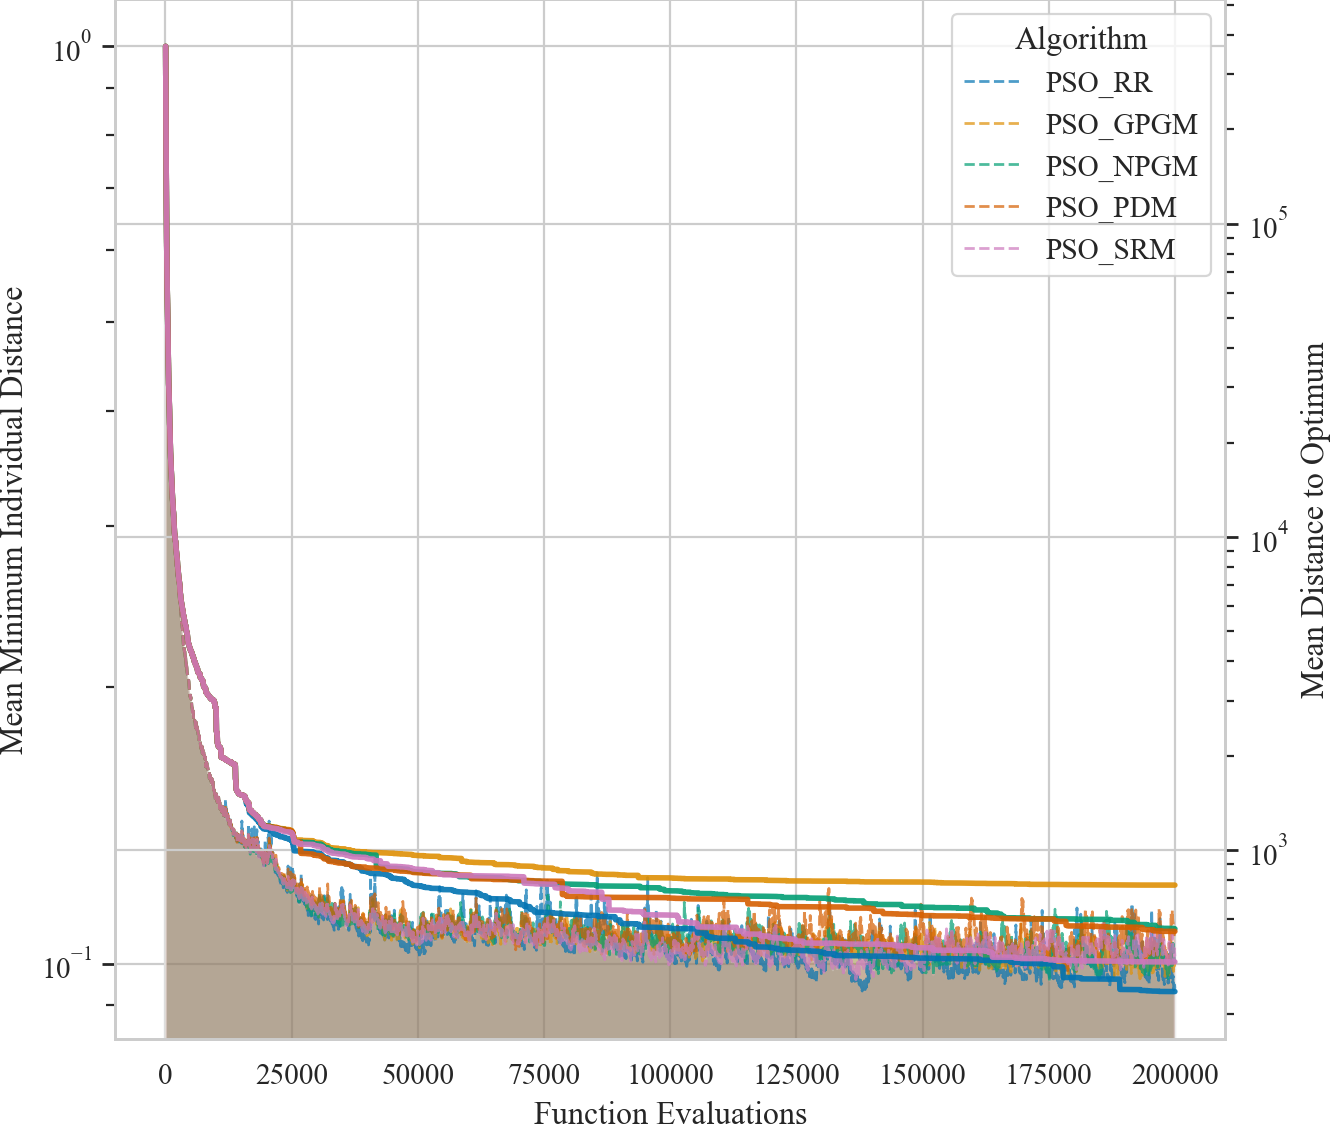 Algorithm
PSO_RR
PSO_GPGM
PSO_NPGM
PSO_PDM
PSO_SRM
10^0
10^-1
Mean Minimum Individual Distance
10^5
10^4
10^3
Mean Distance to Optimum
0 25000 50000 75000 100000 125000 150000 175000 200000
Function Evaluations